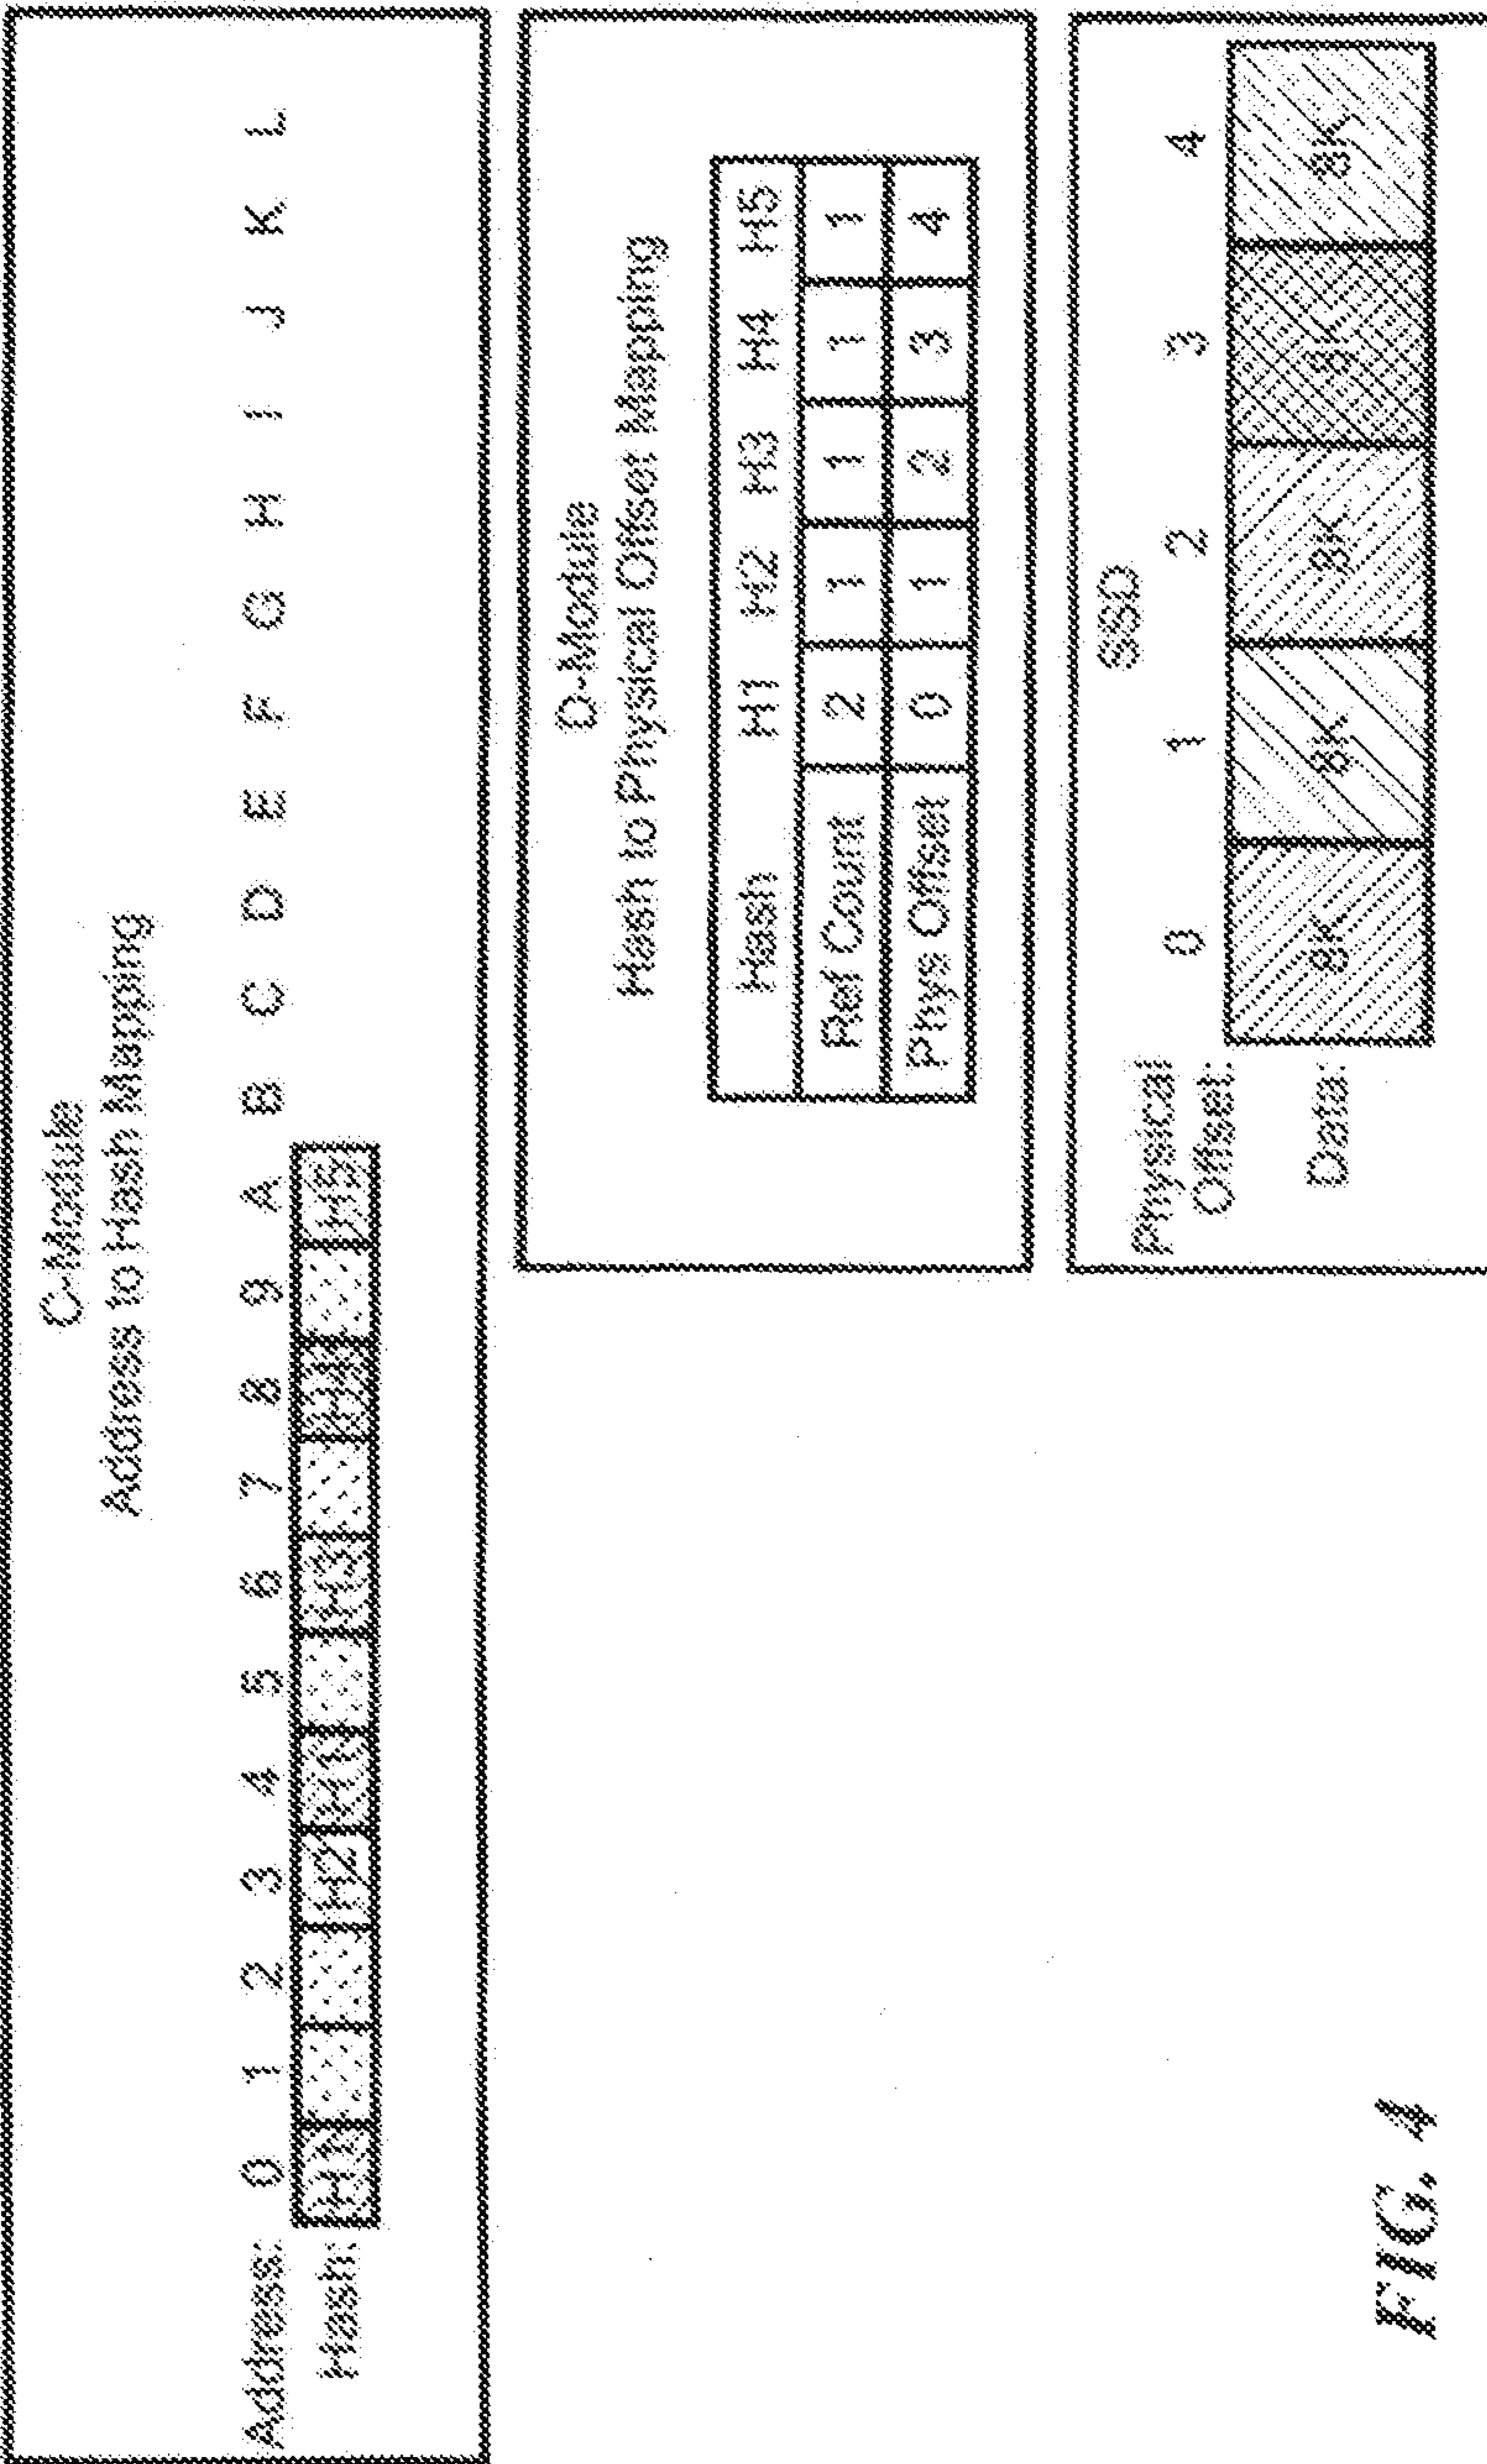 C-Module
Address to Hash Mapping
Address: 0 1 2 3 4 5 6 7 8 9 A B C D E F G H I J K L
Hash: H1 H2 H1 H3 H4 H5
D-Module
Hash to Physical Offset Mapping
Hash H1 H2 H3 H4 H5
Ref Count 2 1 1 1 1
Phys Offset 0 1 2 3 4
SSD
Physical Offset: 0 1 2 3 4
Data: 8K 8K 8K 8K 8K
FIG. 4